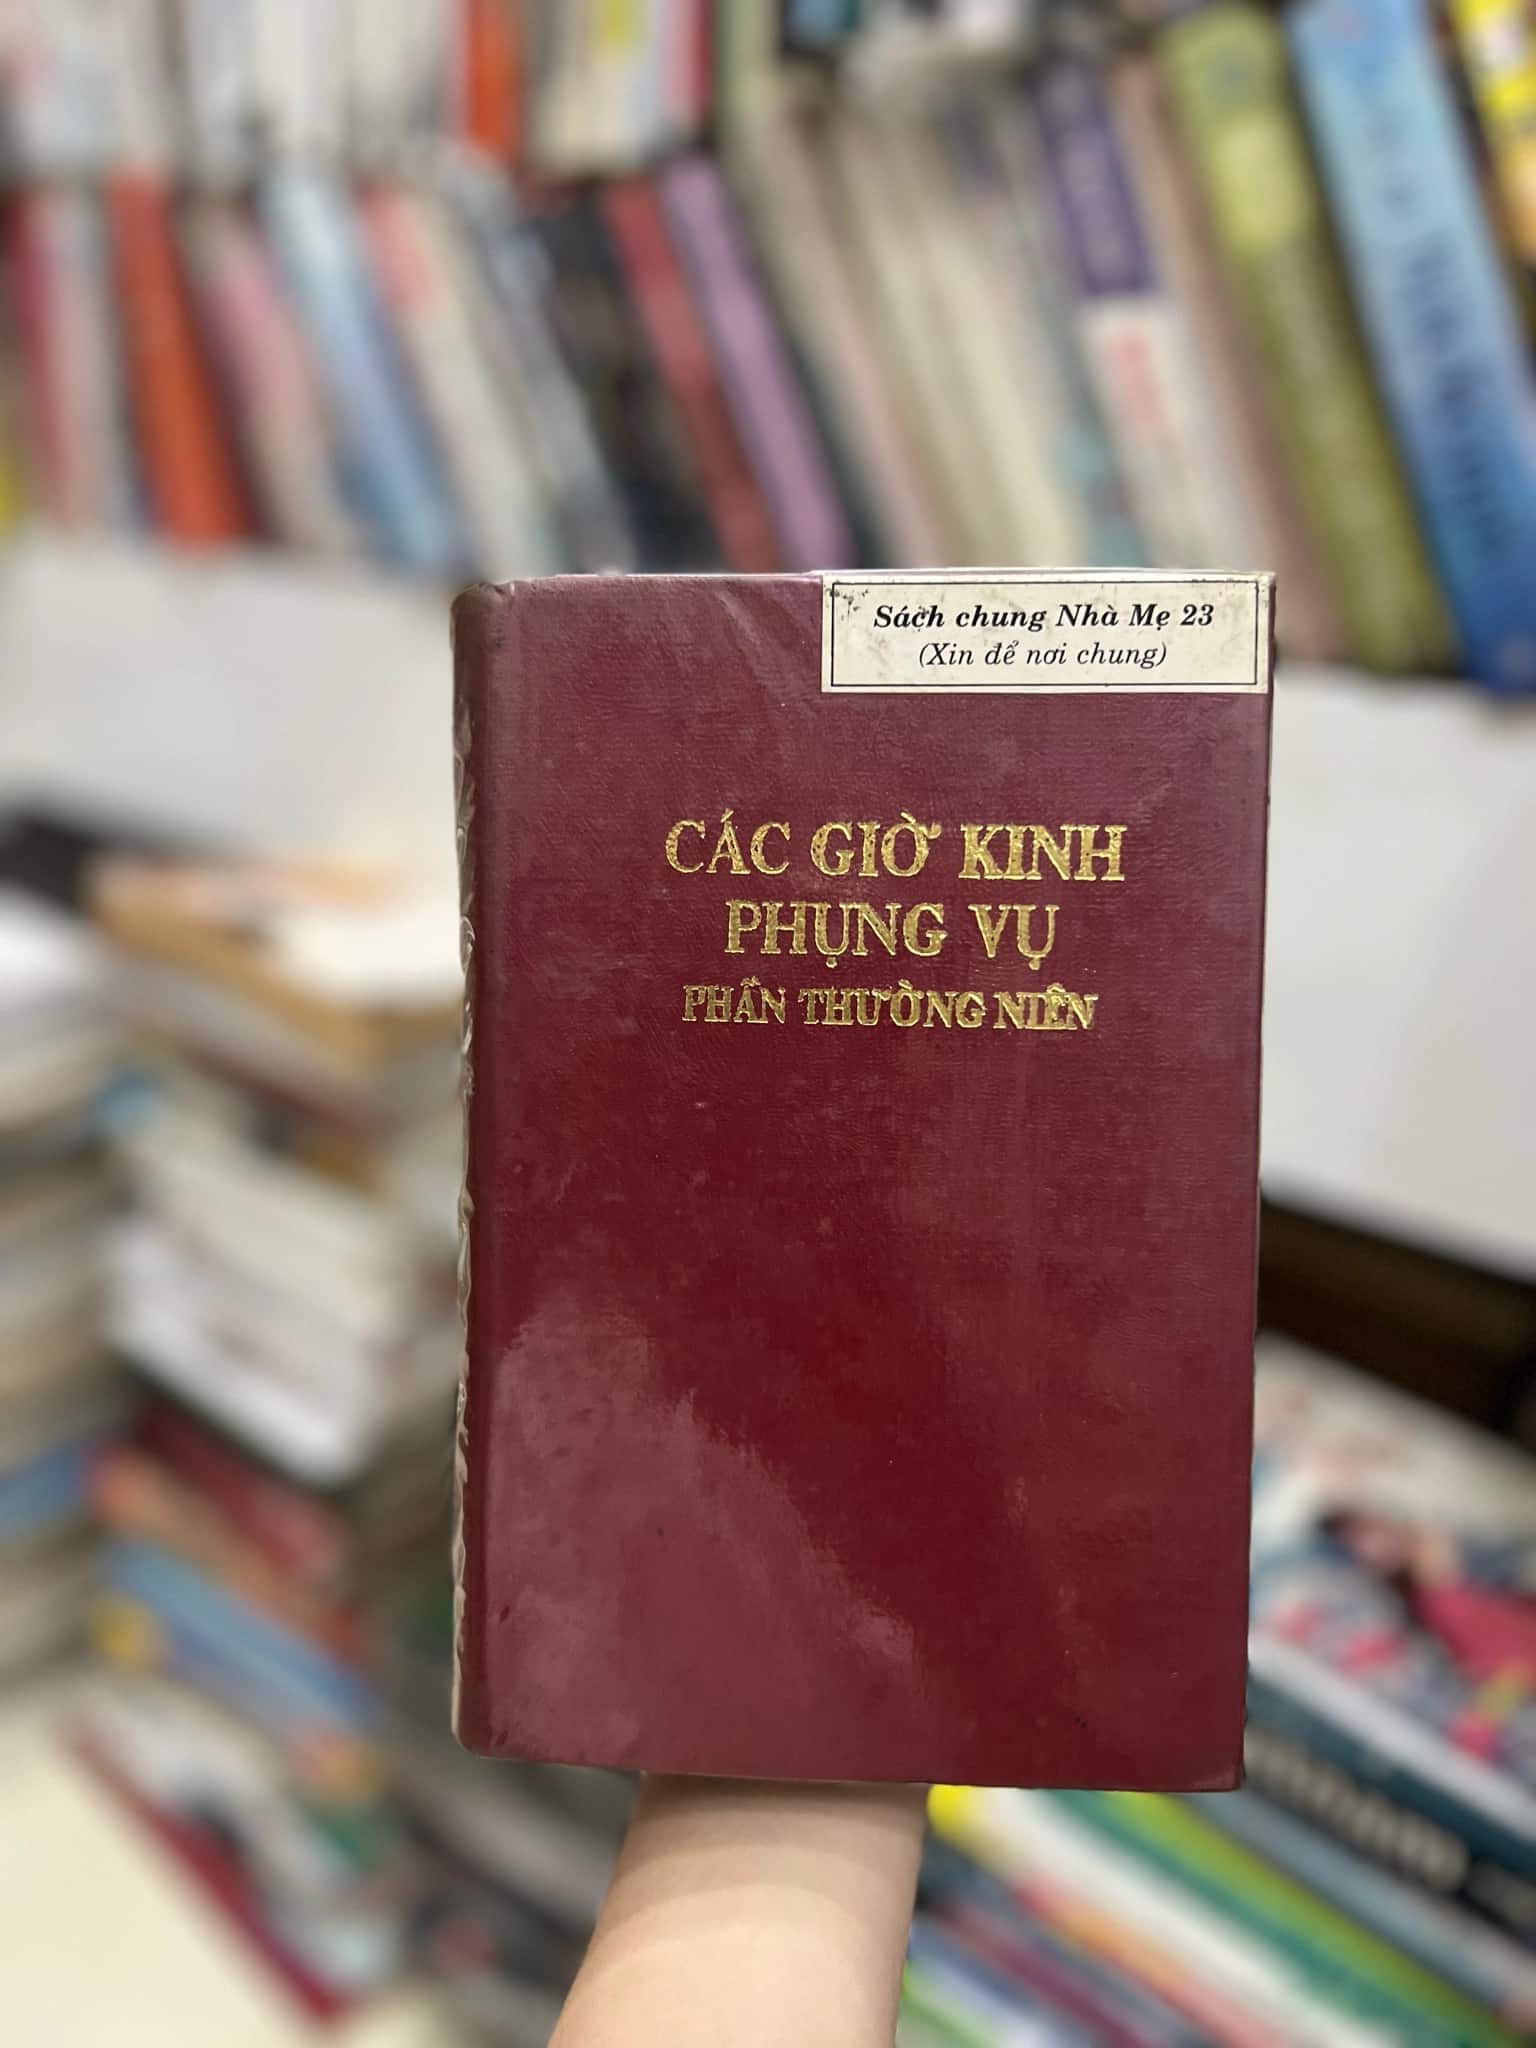 Sách chung Nhà Mẹ 23
(Xin để nơi chung)
CÁC GIỜ KINH
PHỤNG VỤ
PHẦN THƯỜNG NIÊN